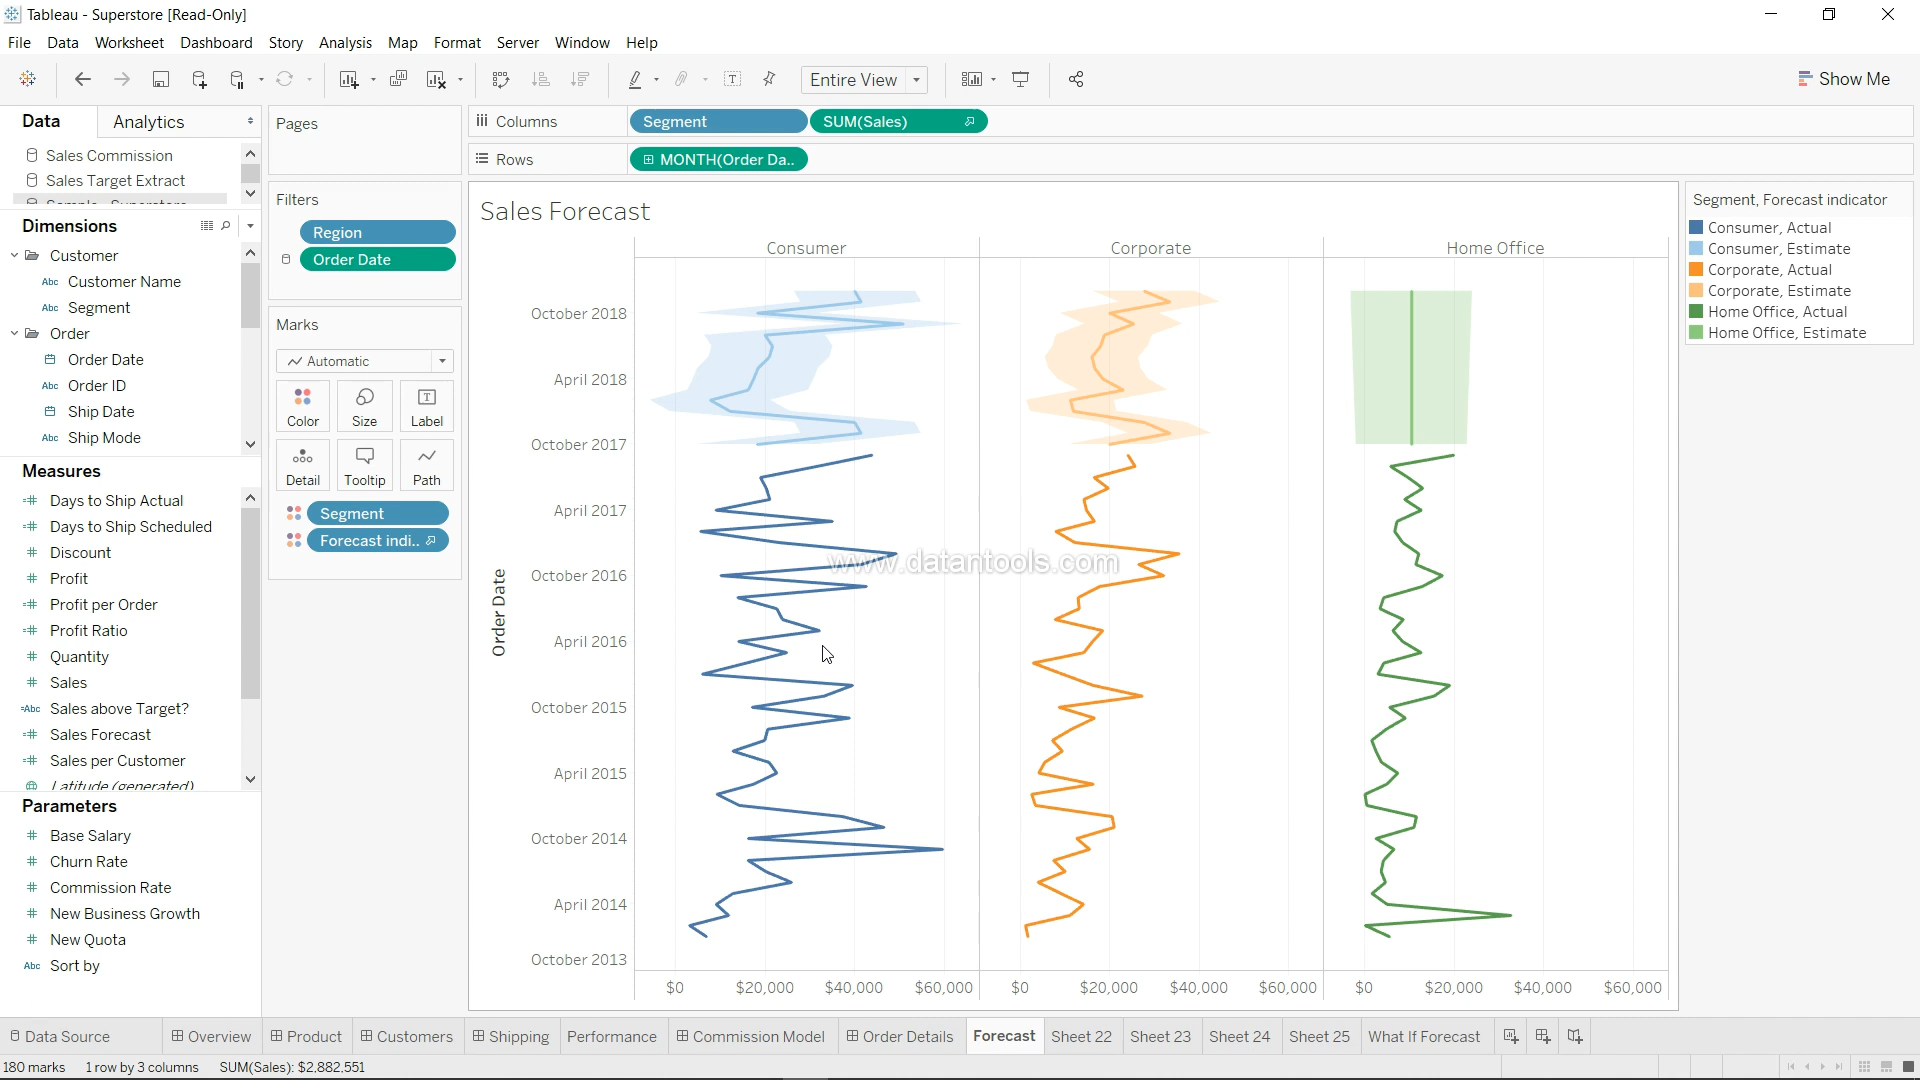 Tableau - Superstore [Read-Only]
File Data Worksheet Dashboard Story Analysis Map Format Server Window Help
Entire View
Show Me
Data Analytics
Sales Commission
Sales Target Extract
Sample - Superstore
Dimensions
Customer
Abc Customer Name
Abc Segment
Order
Order Date
Abc Order ID
Ship Date
Abc Ship Mode
Measures
Days to Ship Actual
Days to Ship Scheduled
Discount
Profit
Profit per Order
Profit Ratio
Quantity
Sales
=Abc Sales above Target?
Sales Forecast
Sales per Customer
Latitude (generated)
Parameters
Base Salary
Churn Rate
Commission Rate
New Business Growth
New Quota
Abc Sort by
Pages
Filters
Region
Order Date
Marks
Automatic
Color Size Label
Detail Tooltip Path
Segment
Forecast indi..
Columns Segment SUM(Sales)
Rows MONTH(Order Da..
Sales Forecast
Consumer Corporate Home Office
October 2018
April 2018
October 2017
April 2017
October 2016
April 2016
October 2015
April 2015
October 2014
April 2014
October 2013
Order Date
www.datantools.com
$0 $20,000 $40,000 $60,000 $0 $20,000 $40,000 $60,000 $0 $20,000 $40,000 $60,000
Segment, Forecast indicator
Consumer, Actual
Consumer, Estimate
Corporate, Actual
Corporate, Estimate
Home Office, Actual
Home Office, Estimate
Data Source Overview Product Customers Shipping Performance Commission Model Order Details Forecast Sheet 22 Sheet 23 Sheet 24 Sheet 25 What If Forecast
180 marks 1 row by 3 columns SUM(Sales): $2,882,551